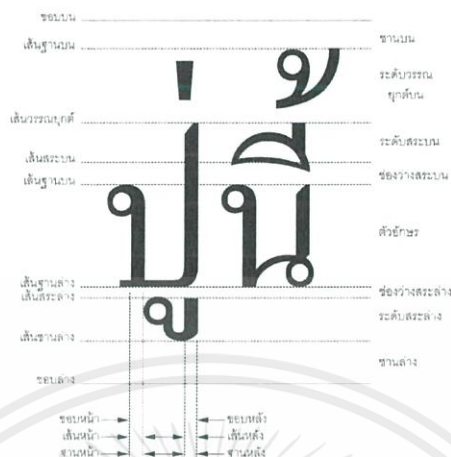 ขอบบน
เส้นฐานบน
ชานบน
ระดับวรรณ
ยุกต์บน
เส้นวรรณยุกต์
ระดับสระบน
เส้นสระบน
ช่องว่างสระบน
เส้นฐานบน
ปู่นี้
ตัวอักษร
เส้นฐานล่าง
ช่องว่างสระล่าง
เส้นสระล่าง
ระดับสระล่าง
เส้นชานล่าง
ชานล่าง
ขอบล่าง
ขอบหน้า ขอบหลัง
เส้นหน้า เส้นหลัง
ฐานหน้า ฐานหลัง